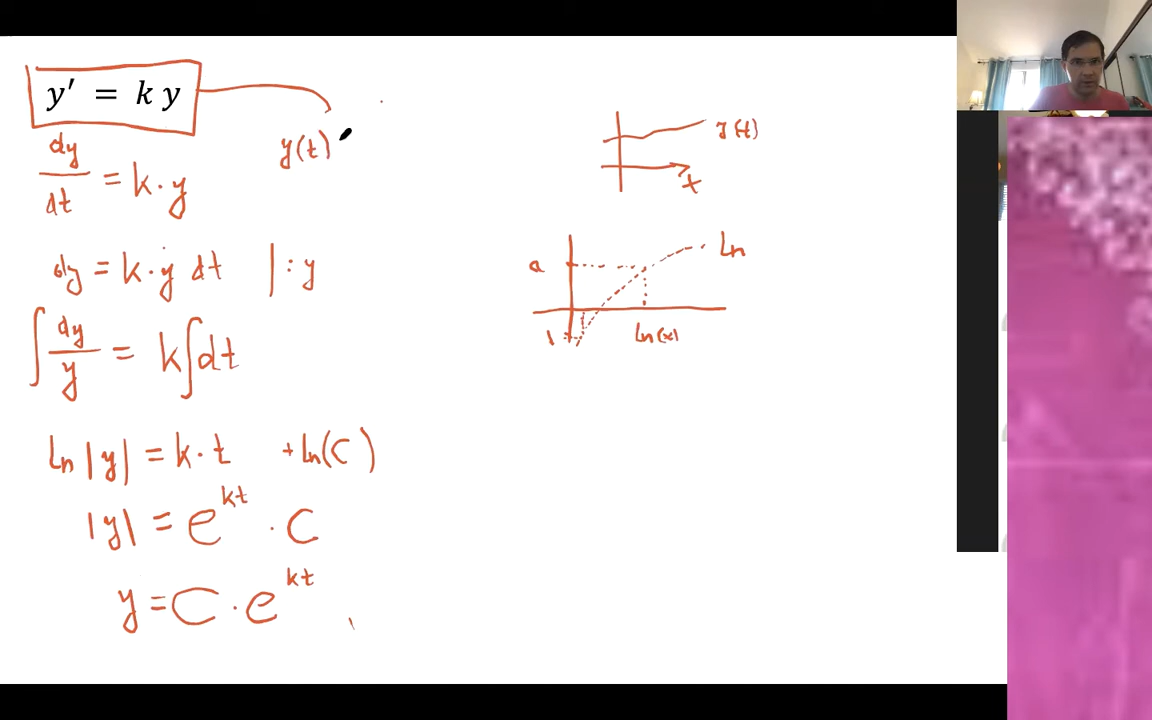 y′ = k y
y(t)
dy/dt = k · y
dy = k · y dt | : y
∫ dy/y = k ∫ dt
ln |y| = k · t + ln(C)
|y| = e^kt · C
y = C · e^kt
y(t)
t
ln
a
ln(x)
1